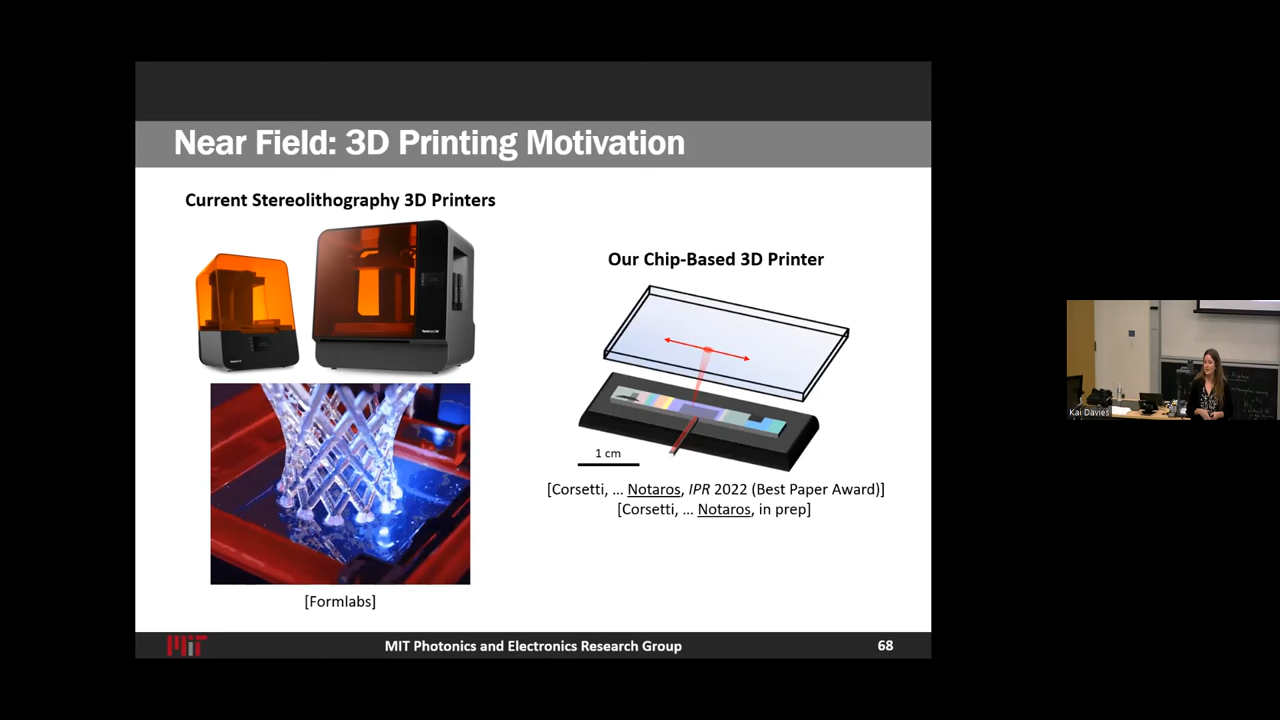 Near Field: 3D Printing Motivation
Current Stereolithography 3D Printers
Our Chip-Based 3D Printer
1 cm
[Corsetti, … Notaros, IPR 2022 (Best Paper Award)]
[Corsetti, … Notaros, in prep]
[Formlabs]
MIT
MIT Photonics and Electronics Research Group
68
Kai Davies